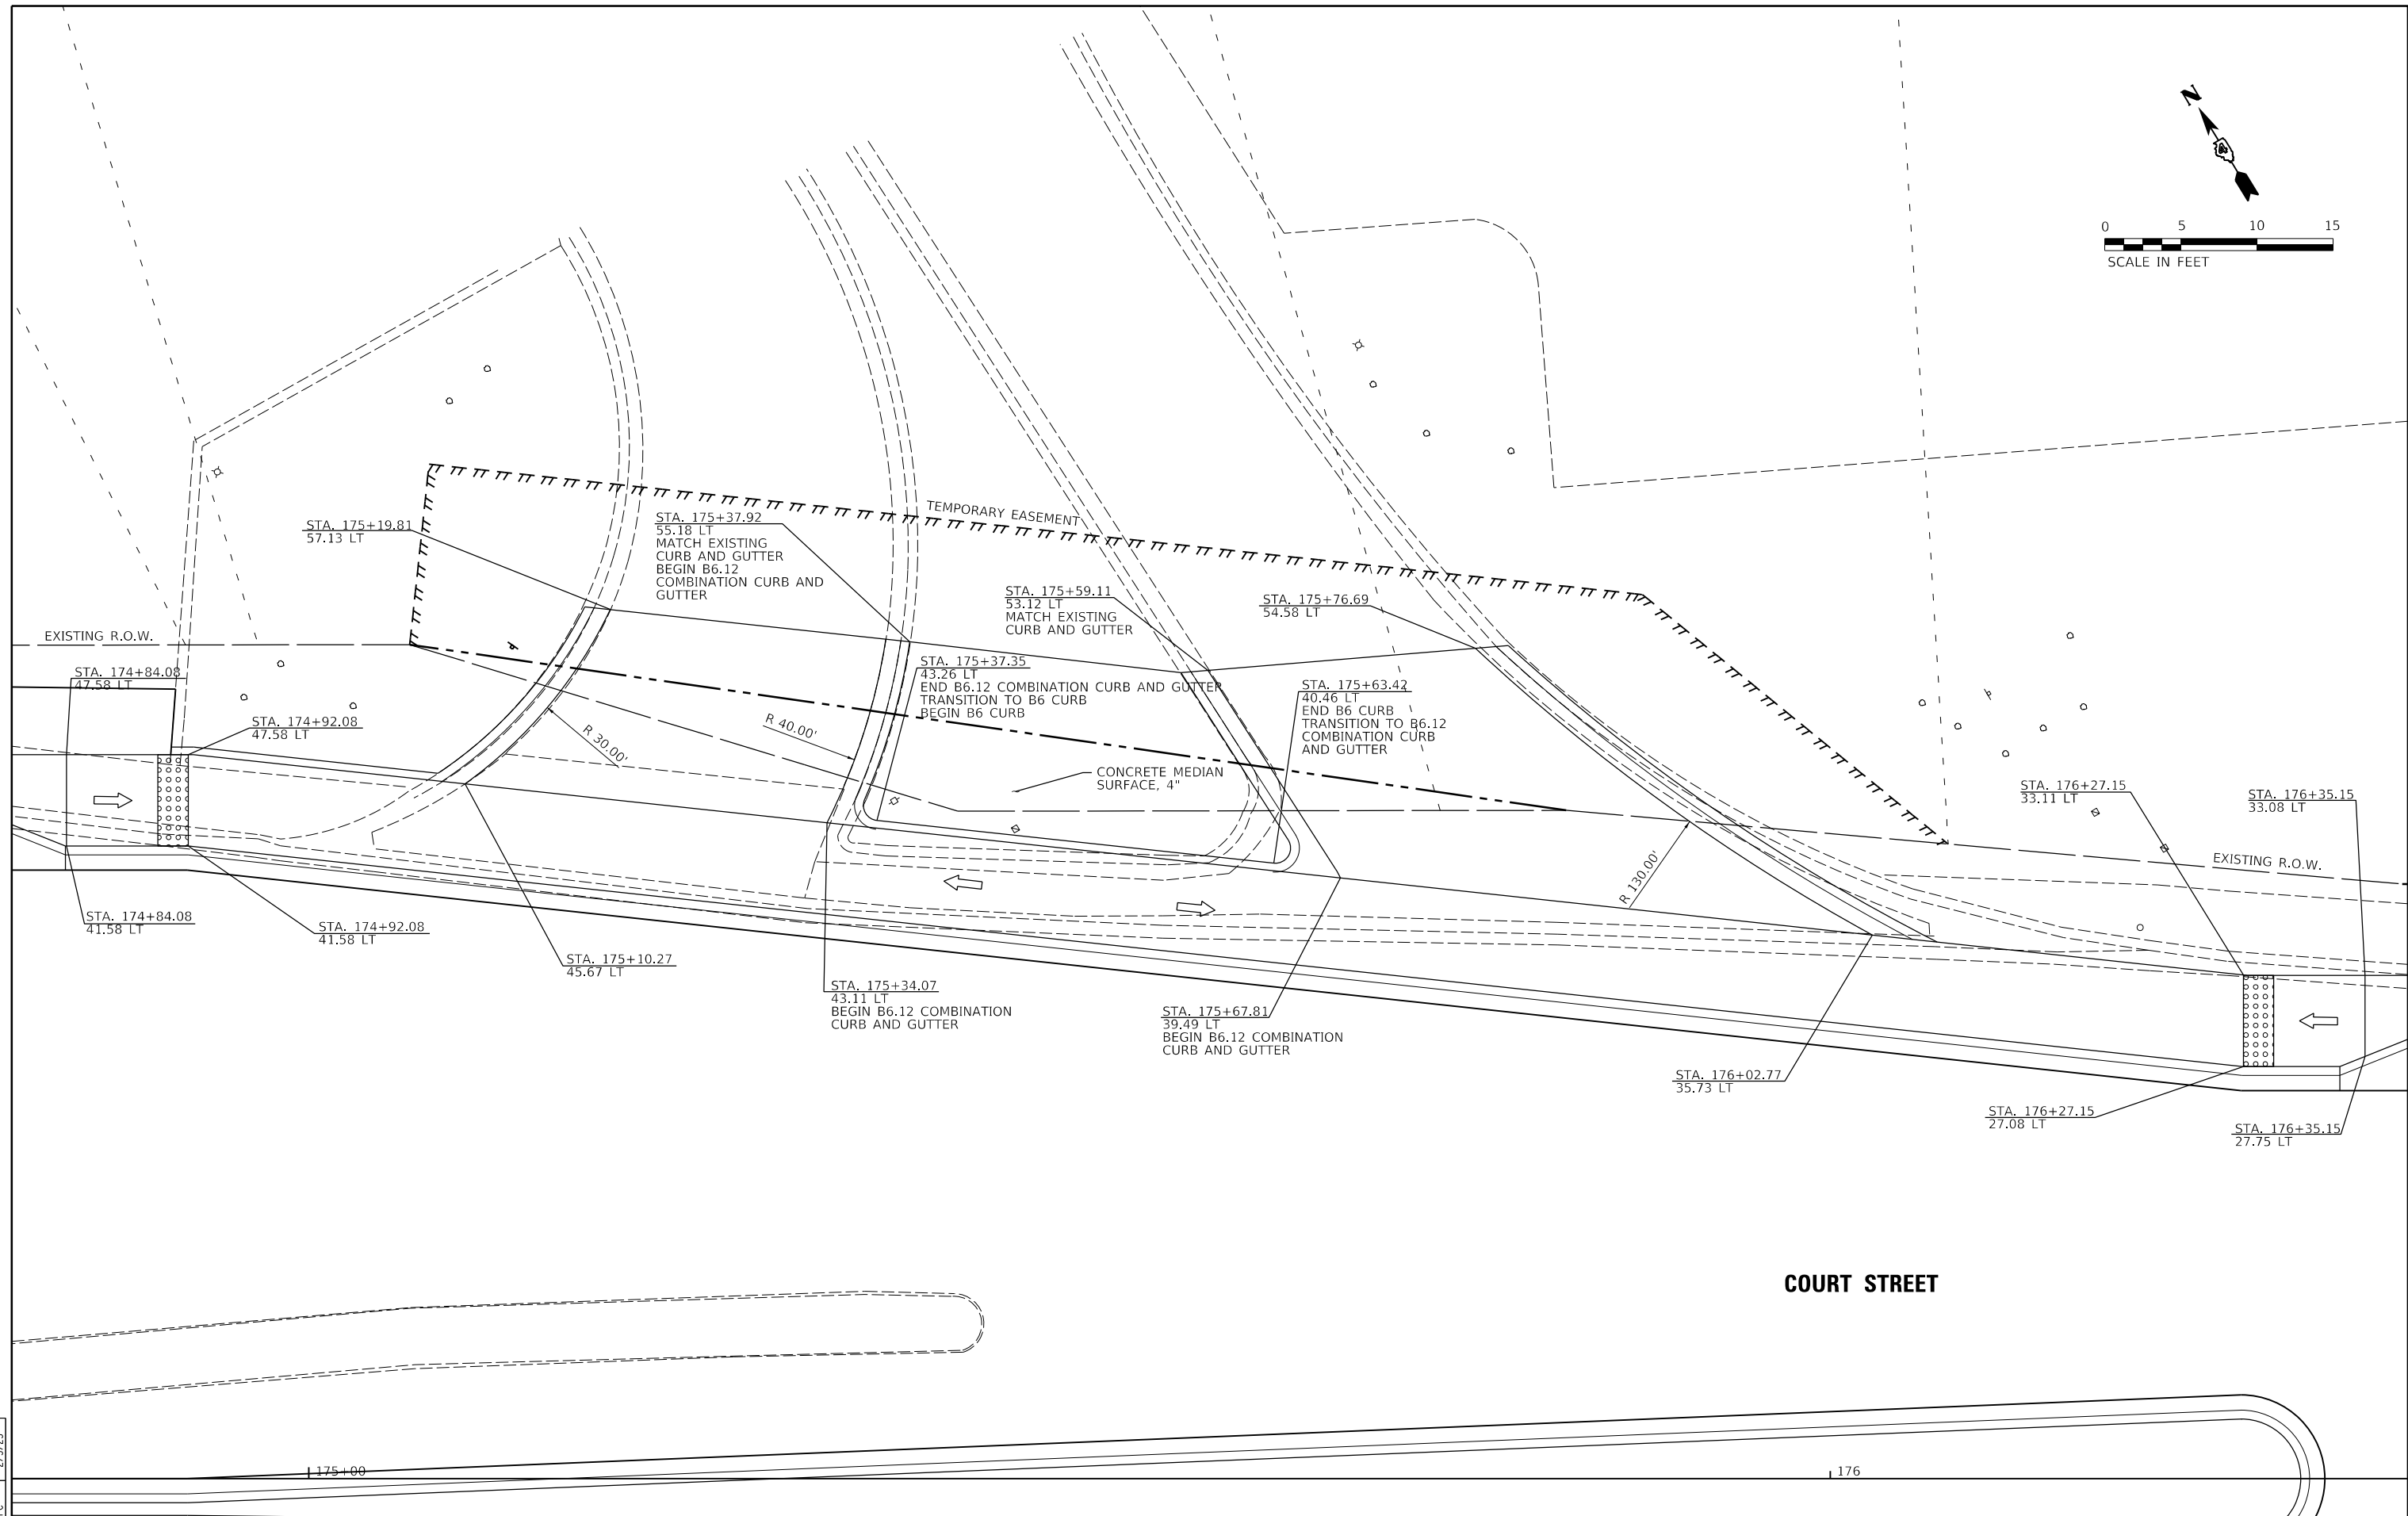 N
0 5 10 15
SCALE IN FEET
TEMPORARY EASEMENT
STA. 175+19.81
57.13 LT
STA. 175+37.92
55.18 LT
MATCH EXISTING
CURB AND GUTTER
BEGIN B6.12
COMBINATION CURB AND
GUTTER
STA. 175+59.11
53.12 LT
MATCH EXISTING
CURB AND GUTTER
STA. 175+76.69
54.58 LT
EXISTING R.O.W.
STA. 174+84.08
47.58 LT
STA. 174+92.08
47.58 LT
R 30.00'
R 40.00'
STA. 175+37.35
43.26 LT
END B6.12 COMBINATION CURB AND GUTTER
TRANSITION TO B6 CURB
BEGIN B6 CURB
STA. 175+63.42
40.46 LT
END B6 CURB
TRANSITION TO B6.12
COMBINATION CURB
AND GUTTER
CONCRETE MEDIAN
SURFACE, 4"
R 130.00'
STA. 176+27.15
33.11 LT
STA. 176+35.15
33.08 LT
EXISTING R.O.W.
STA. 174+84.08
41.58 LT
STA. 174+92.08
41.58 LT
STA. 175+10.27
45.67 LT
STA. 175+34.07
43.11 LT
BEGIN B6.12 COMBINATION
CURB AND GUTTER
STA. 175+67.81
39.49 LT
BEGIN B6.12 COMBINATION
CURB AND GUTTER
STA. 176+02.77
35.73 LT
STA. 176+27.15
27.08 LT
STA. 176+35.15
27.75 LT
COURT STREET
175+00
176